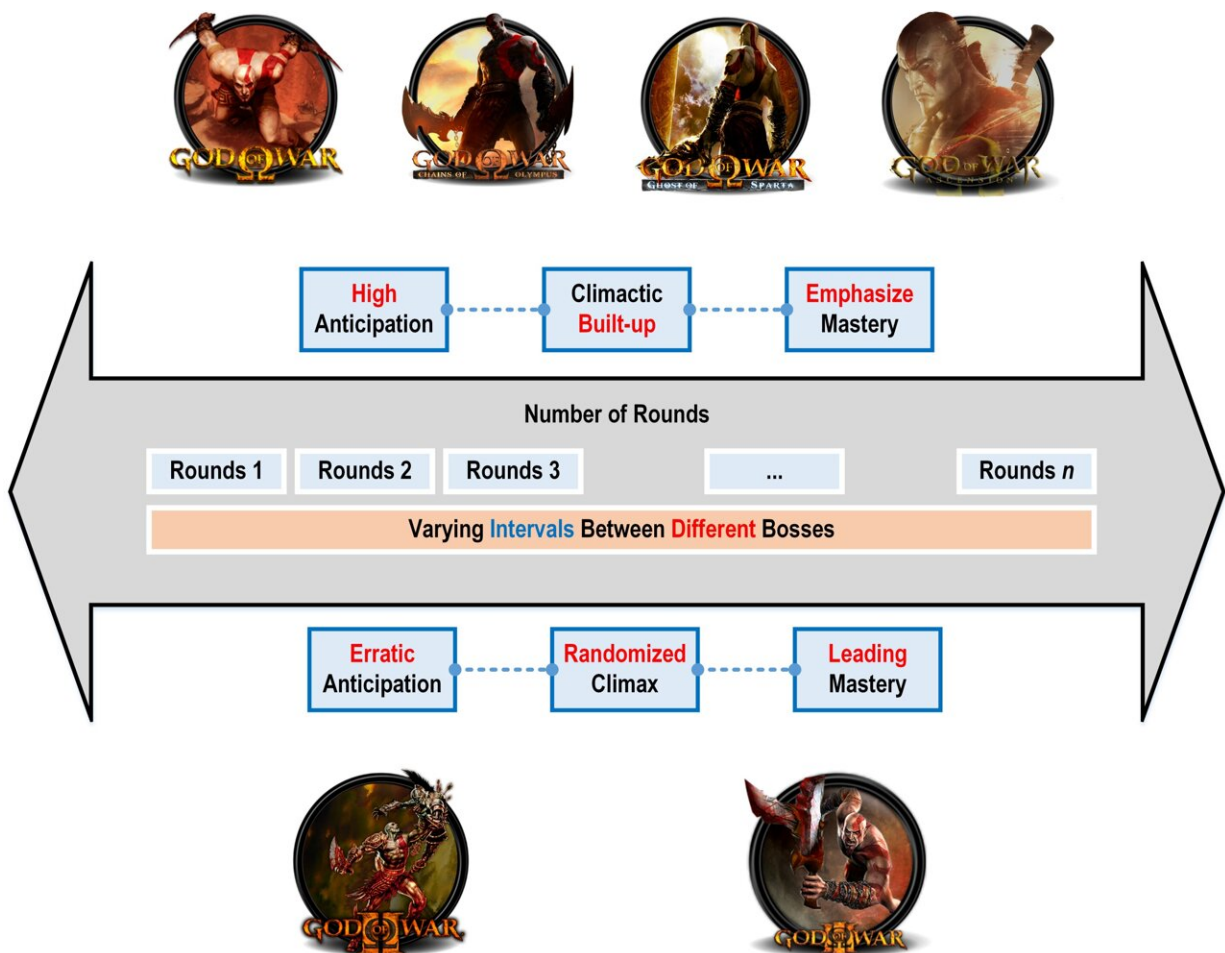 GOD OF WAR
GOD OF WAR
CHAINS OF OLYMPUS
GOD OF WAR
GHOST OF SPARTA
GOD OF WAR
ASCENSION
High
Anticipation
Climactic
Built-up
Emphasize
Mastery
Number of Rounds
Rounds 1
Rounds 2
Rounds 3
...
Rounds n
Varying Intervals Between Different Bosses
Erratic
Anticipation
Randomized
Climax
Leading
Mastery
GOD OF WAR
II
GOD OF WAR